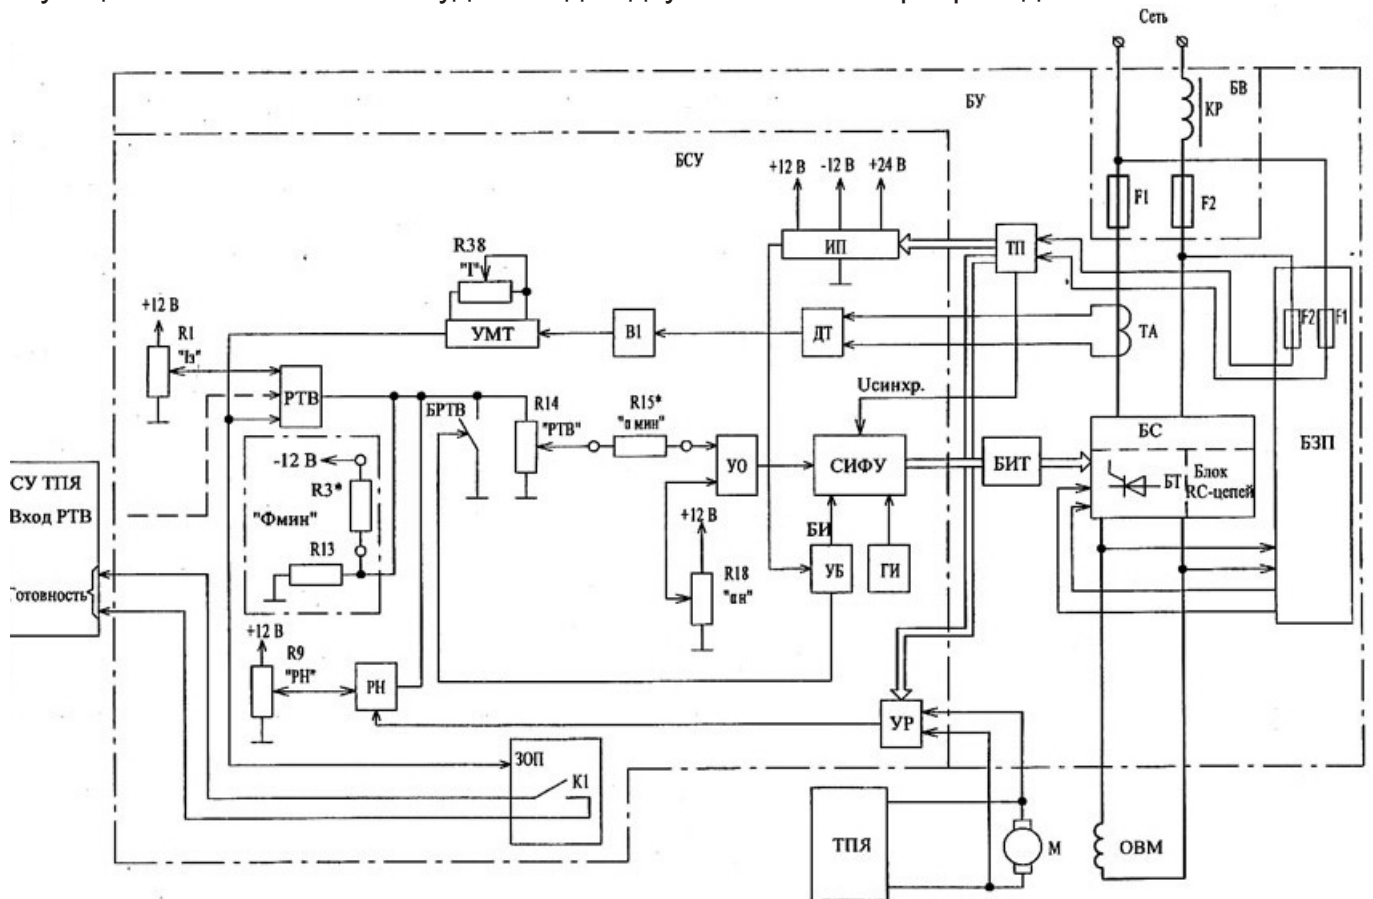 Сеть
БУ
БВ
КР
БСУ
+12 В
-12 В
+24 В
F1
F2
ИП
ТП
R38
"I"
+12 В
R1
"Iз"
УМТ
В1
ДТ
ТА
F2
F1
РТВ
Uсинхр.
БРТВ
R14
"РТВ"
R15*
"α мин"
БС
БЗП
-12 В
R3*
"Фмин"
R13
УО
СИФУ
БИТ
БТ
Блок
RC-цепей
СУ ТПЯ
Вход РТВ
Готовность
+12 В
R18
"αн"
БИ
УБ
ГИ
+12 В
R9
"РН"
РН
УР
ЗОП
К1
ТПЯ
М
ОВМ